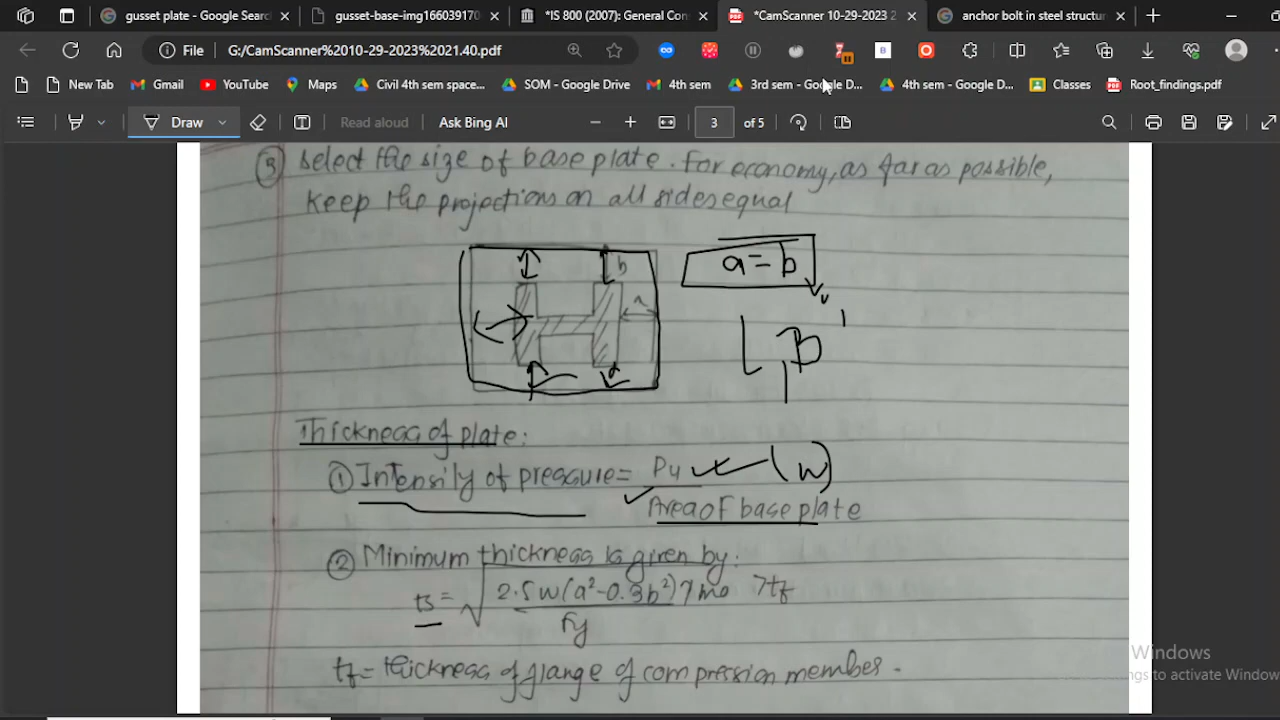 gusset plate - Google Sear
gusset-base-img166039170
*IS 800 (2007): General Con
*CamScanner 10-29-2023 2
anchor bolt in steel structur
File
G:/CamScanner%2010-29-2023%2021.40.pdf
New Tab
Gmail
YouTube
Maps
Civil 4th sem space...
SOM - Google Drive
4th sem
3rd sem - Google D...
4th sem - Google D...
Classes
Root_findings.pdf
Draw
Read aloud
Ask Bing AI
3
of 5
③ Select the size of base plate. For economy, as far as possible,
keep the projections on all sides equal
b
a = b
a
L, B
Thickness of plate:
① Intensity of pressure = Pu (w)
Area of base plate
② Minimum thickness is given by:
ts = √ 2.5 w (a² - 0.3b²) γmo > tf
fy
tf = thickness of flange of compression member.
Windows
ttings to activate Window